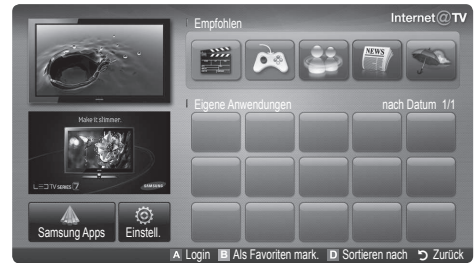 Internet@TV
Empfohlen
NEWS
Eigene Anwendungen nach Datum 1/1
Make it slimmer.
LED TV SERIES 7 SAMSUNG
Samsung Apps Einstell.
A Login B Als Favoriten mark. D Sortieren nach Zurück